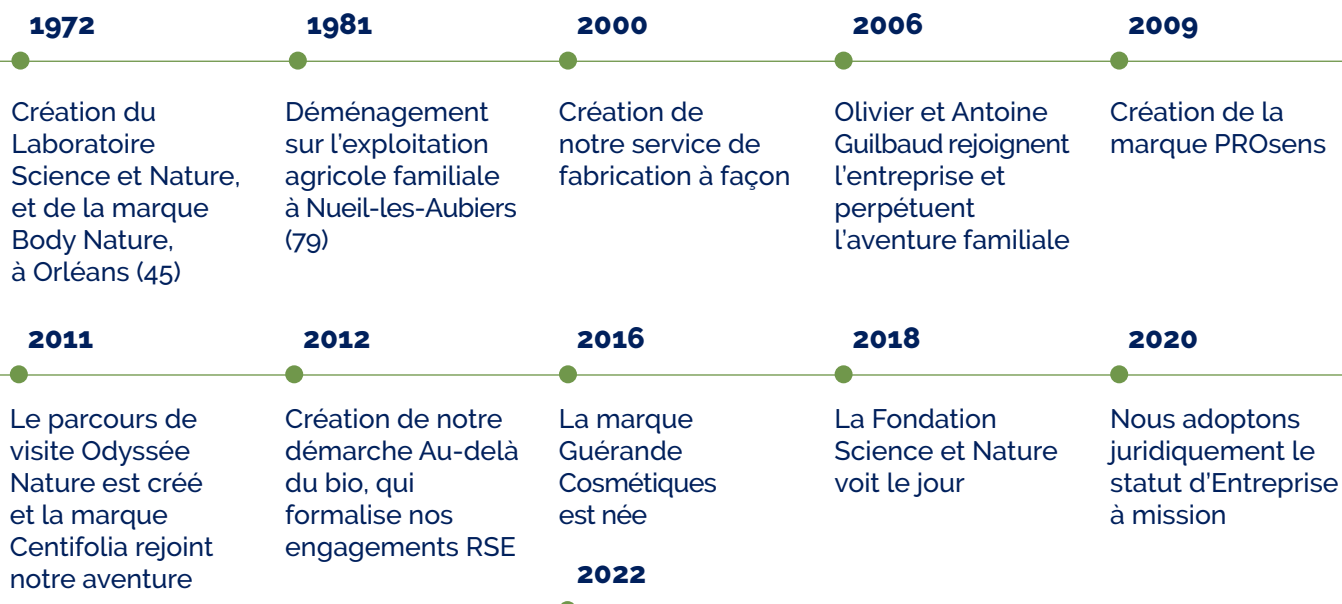 1972
Création du
Laboratoire
Science et Nature,
et de la marque
Body Nature,
à Orléans (45)
1981
Déménagement
sur l’exploitation
agricole familiale
à Nueil-les-Aubiers
(79)
2000
Création de
notre service de
fabrication à façon
2006
Olivier et Antoine
Guilbaud rejoignent
l’entreprise et
perpétuent
l’aventure familiale
2009
Création de la
marque PROsens
2011
Le parcours de
visite Odyssée
Nature est créé
et la marque
Centifolia rejoint
notre aventure
2012
Création de notre
démarche Au-delà
du bio, qui
formalise nos
engagements RSE
2016
La marque
Guérande
Cosmétiques
est née
2018
La Fondation
Science et Nature
voit le jour
2020
Nous adoptons
juridiquement le
statut d’Entreprise
à mission
2022